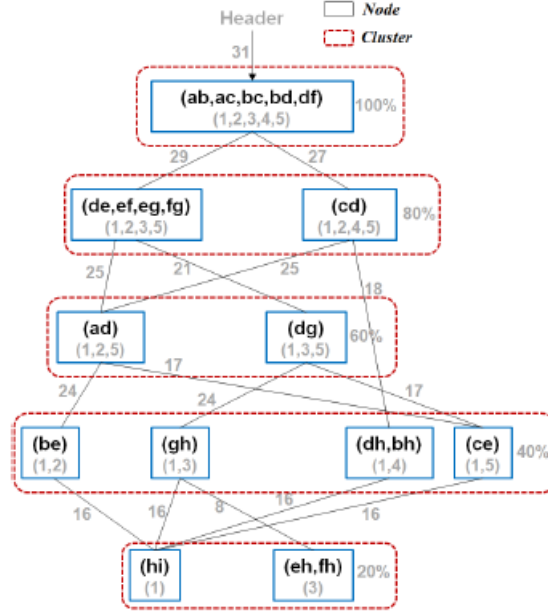 Header
Node
Cluster
31
(ab,ac,bc,bd,df)
(1,2,3,4,5)
100%
29
27
(de,ef,eg,fg)
(1,2,3,5)
(cd)
(1,2,4,5)
80%
25
21
25
18
(ad)
(1,2,5)
(dg)
(1,3,5)
60%
24
17
24
17
(be)
(1,2)
(gh)
(1,3)
(dh,bh)
(1,4)
(ce)
(1,5)
40%
16
16
8
16
16
(hi)
(1)
(eh,fh)
(3)
20%